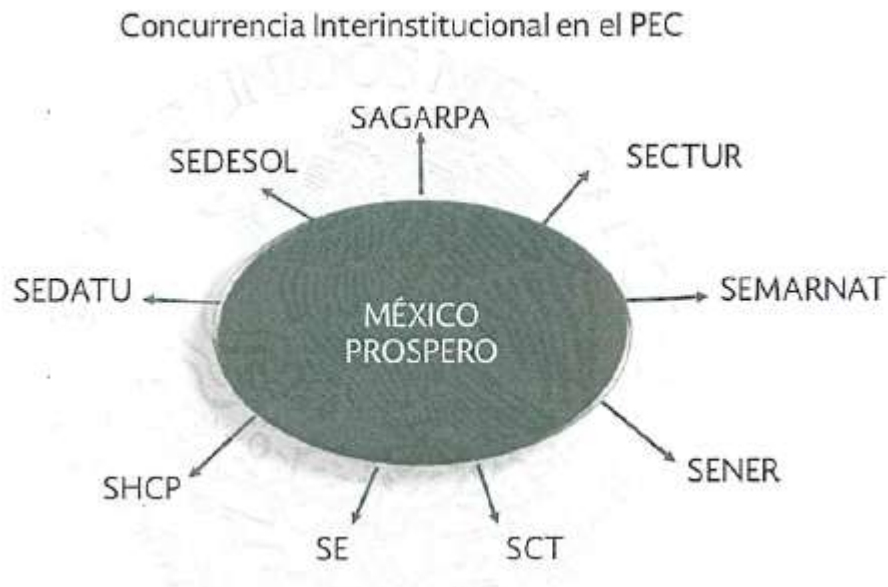 Concurrencia Interinstitucional en el PEC
SAGARPA
SEDESOL
SECTUR
SEDATU
SEMARNAT
MÉXICO
PROSPERO
SHCP
SENER
SE
SCT